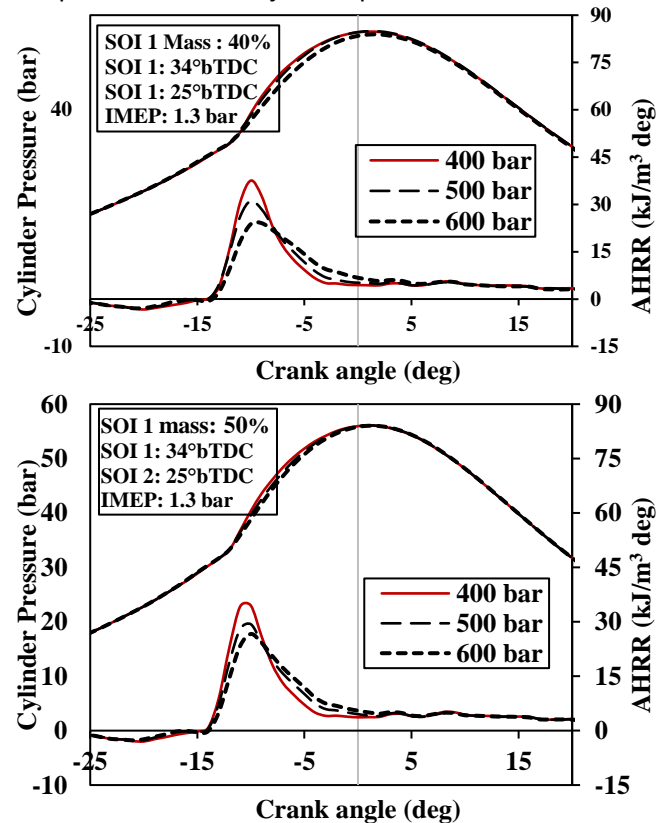 SOI 1 Mass : 40%
SOI 1: 34°bTDC
SOI 1: 25°bTDC
IMEP: 1.3 bar
400 bar
500 bar
600 bar
Cylinder Pressure (bar)
40
-10
AHRR (kJ/m³ deg)
90
75
60
45
30
15
0
-15
-25
-15
-5
5
15
Crank angle (deg)
SOI 1 mass: 50%
SOI 1: 34°bTDC
SOI 2: 25°bTDC
IMEP: 1.3 bar
400 bar
500 bar
600 bar
Cylinder Pressure (bar)
60
50
40
30
20
10
0
-10
AHRR (kJ/m³ deg)
90
75
60
45
30
15
0
-15
-25
-15
-5
5
15
Crank angle (deg)